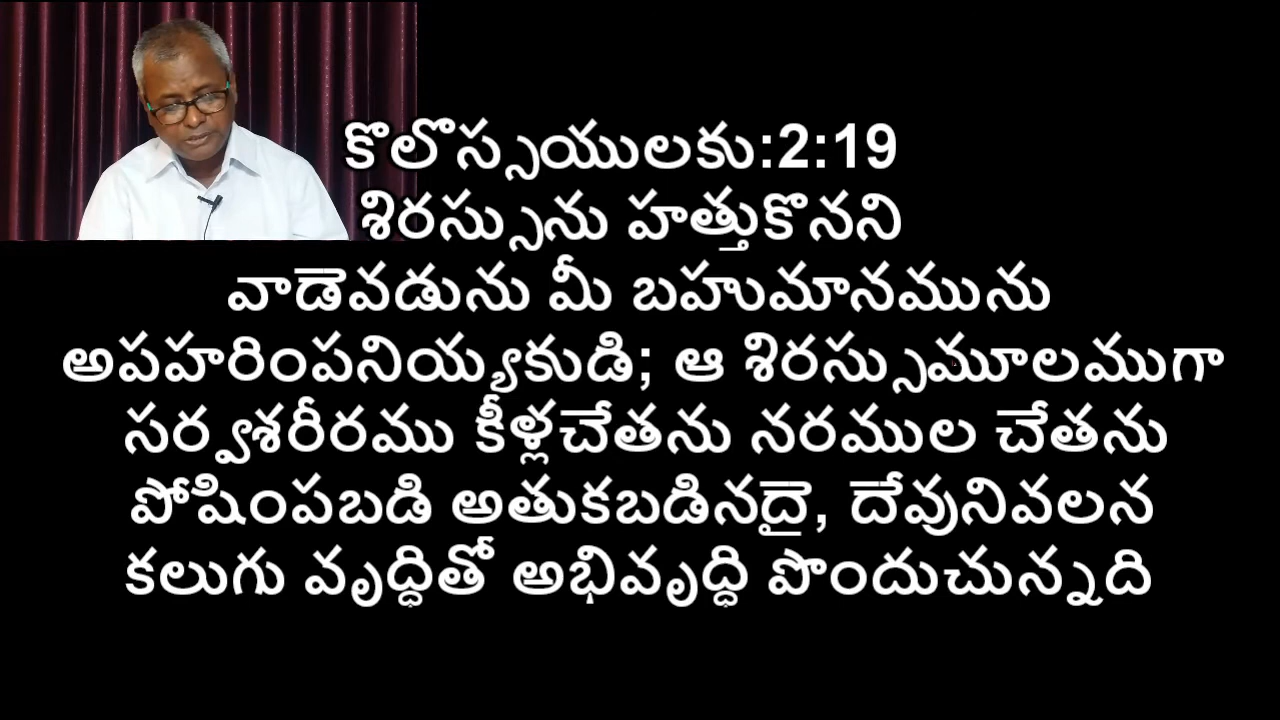 కొలొస్సయులకు:2:19
శిరస్సును హత్తుకొనని
వాడెవడును మీ బహుమానమును
అపహరింపనియ్యకుడి; ఆ శిరస్సుమూలముగా
సర్వశరీరము కీళ్లచేతను నరముల చేతను
పోషింపబడి అతుకబడినదై, దేవునివలన
కలుగు వృద్ధితో అభివృద్ధి పొందుచున్నది